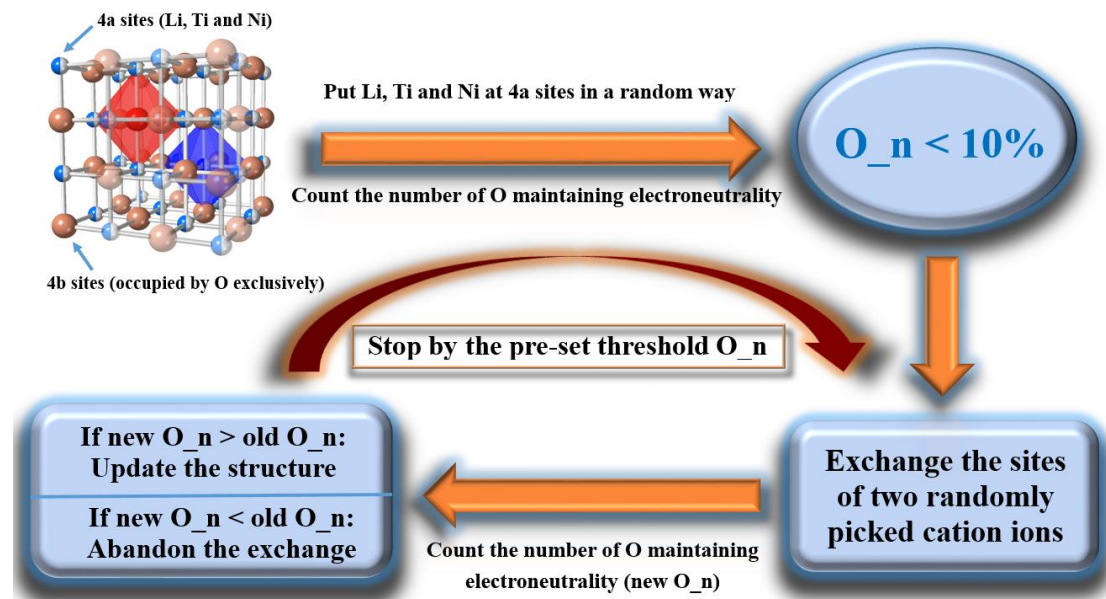 4a sites (Li, Ti and Ni)
Put Li, Ti and Ni at 4a sites in a random way
Count the number of O maintaining electroneutrality
O_n < 10%
4b sites (occupied by O exclusively)
Stop by the pre-set threshold O_n
If new O_n > old O_n:
Update the structure
If new O_n < old O_n:
Abandon the exchange
Count the number of O maintaining
electroneutrality (new O_n)
Exchange the sites
of two randomly
picked cation ions